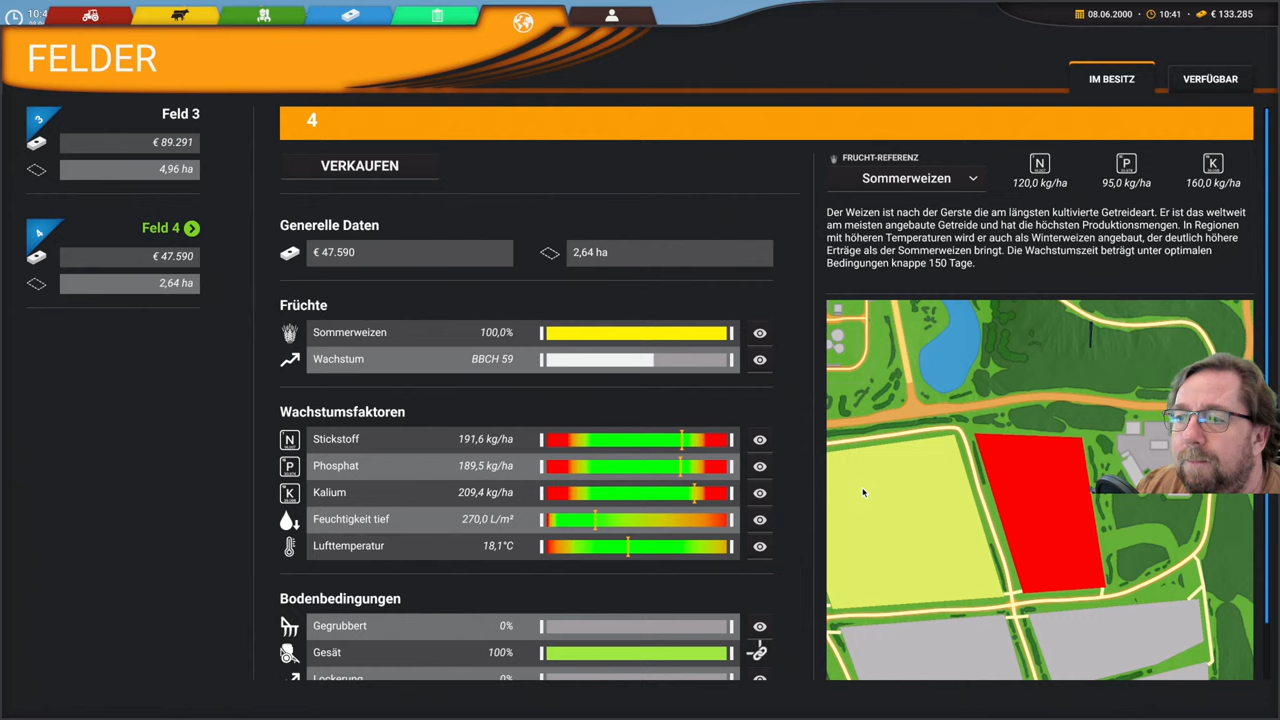 10:4
08.06.2000
10:41
€ 133.285
FELDER
IM BESITZ
VERFÜGBAR
3
Feld 3
€ 89.291
4,96 ha
4
Feld 4
€ 47.590
2,64 ha
4
VERKAUFEN
Generelle Daten
€ 47.590
2,64 ha
Früchte
Sommerweizen 100,0%
Wachstum BBCH 59
Wachstumsfaktoren
N Stickstoff 191,6 kg/ha
P Phosphat 189,5 kg/ha
K Kalium 209,4 kg/ha
Feuchtigkeit tief 270,0 L/m²
Lufttemperatur 18,1°C
Bodenbedingungen
Gegrubbert 0%
Gesät 100%
Lockerung 0%
FRUCHT-REFERENZ
Sommerweizen
N
120,0 kg/ha
P
95,0 kg/ha
K
160,0 kg/ha
Der Weizen ist nach der Gerste die am längsten kultivierte Getreideart. Er ist das weltweit
am meisten angebaute Getreide und und hat die höchsten Produktionsmengen. In Regionen
mit höheren Temperaturen wird er auch als Winterweizen angebaut, der deutlich höhere
Erträge als der Sommerweizen bringt. Die Wachstumszeit beträgt unter optimalen
Bedingungen knappe 150 Tage.